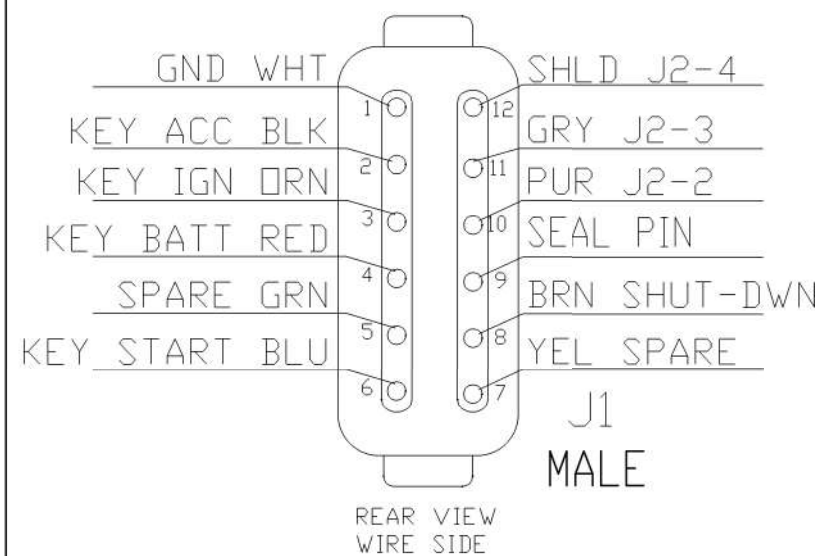 GND WHT
KEY ACC BLK
KEY IGN ORN
KEY BATT RED
SPARE GRN
KEY START BLU
1
2
3
4
5
6
SHLD J2-4
GRY J2-3
PUR J2-2
SEAL PIN
BRN SHUT-DWN
YEL SPARE
12
11
10
9
8
7
J1
MALE
REAR VIEW
WIRE SIDE